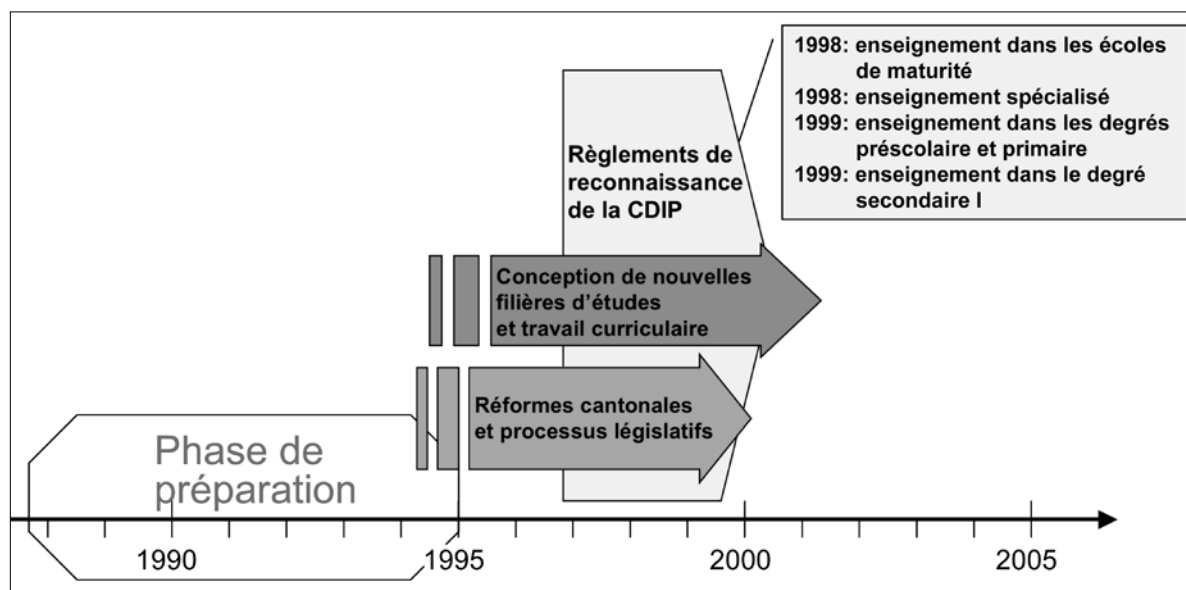 1998: enseignement dans les écoles
de maturité
1998: enseignement spécialisé
1999: enseignement dans les degrés
préscolaire et primaire
1999: enseignement dans le degré
secondaire I
Règlements de
reconnaissance
de la CDIP
Conception de nouvelles
filières d’études
et travail curriculaire
Réformes cantonales
et processus législatifs
Phase de
préparation
1990
1995
2000
2005